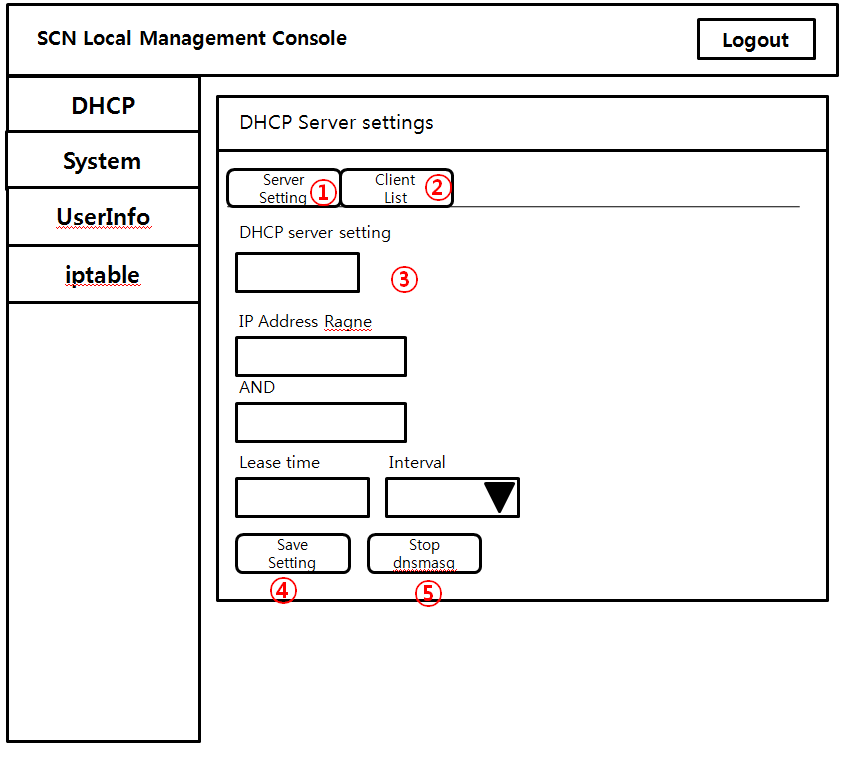 SCN Local Management Console
Logout
DHCP
System
UserInfo
iptable
DHCP Server settings
Server
Setting
①
Client
List
②
DHCP server setting
③
IP Address Ragne
AND
Lease time
Interval
Save
Setting
④
Stop
dnsmasq
⑤